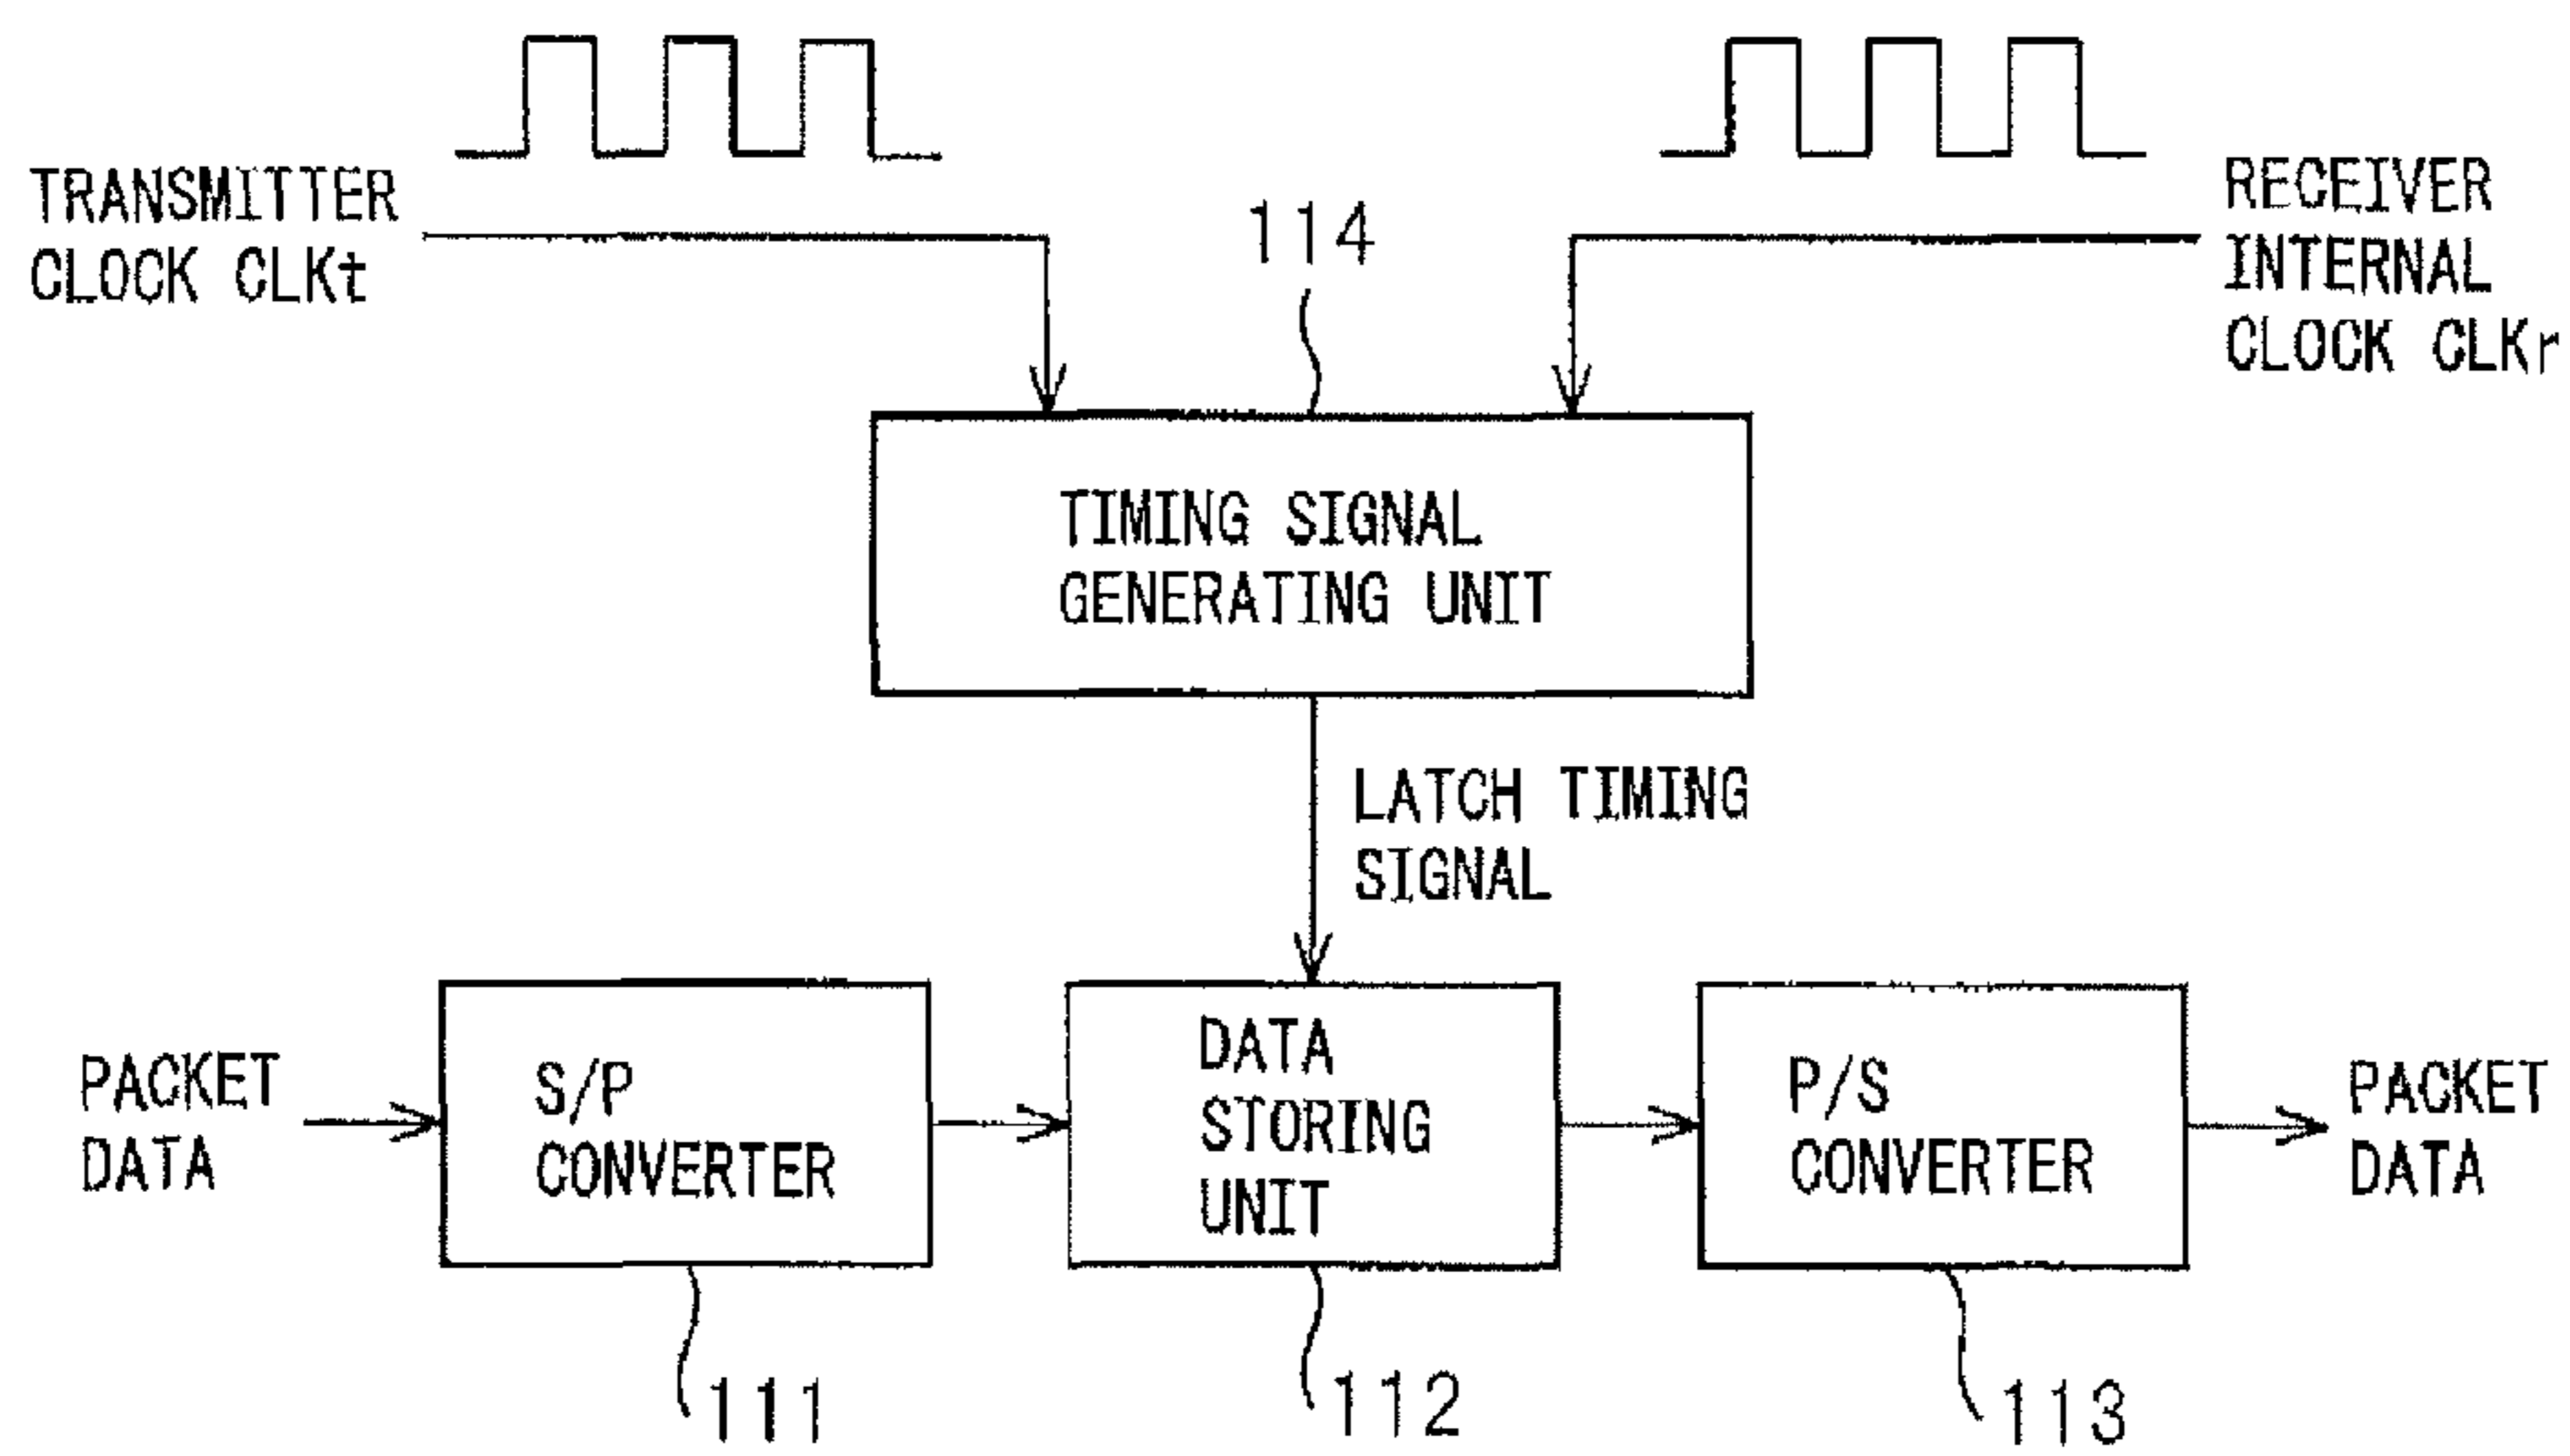 TRANSMITTER
CLOCK CLKt
114
RECEIVER
INTERNAL
CLOCK CLKr
TIMING SIGNAL
GENERATING UNIT
LATCH TIMING
SIGNAL
PACKET
DATA
S/P
CONVERTER
DATA
STORING
UNIT
P/S
CONVERTER
PACKET
DATA
111
112
113